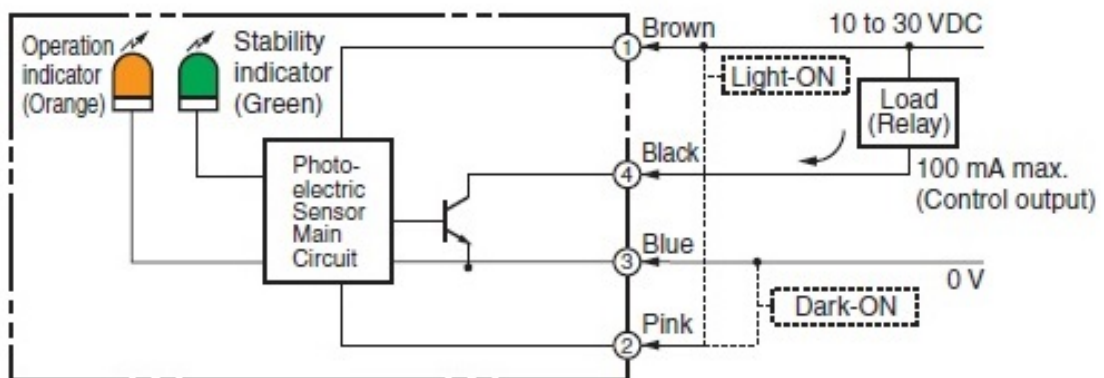 Operation
indicator
(Orange)
Stability
indicator
(Green)
Photo-
electric
Sensor
Main
Circuit
1
Brown
10 to 30 VDC
Light-ON
Load
(Relay)
4
Black
100 mA max.
(Control output)
3
Blue
0 V
Dark-ON
2
Pink